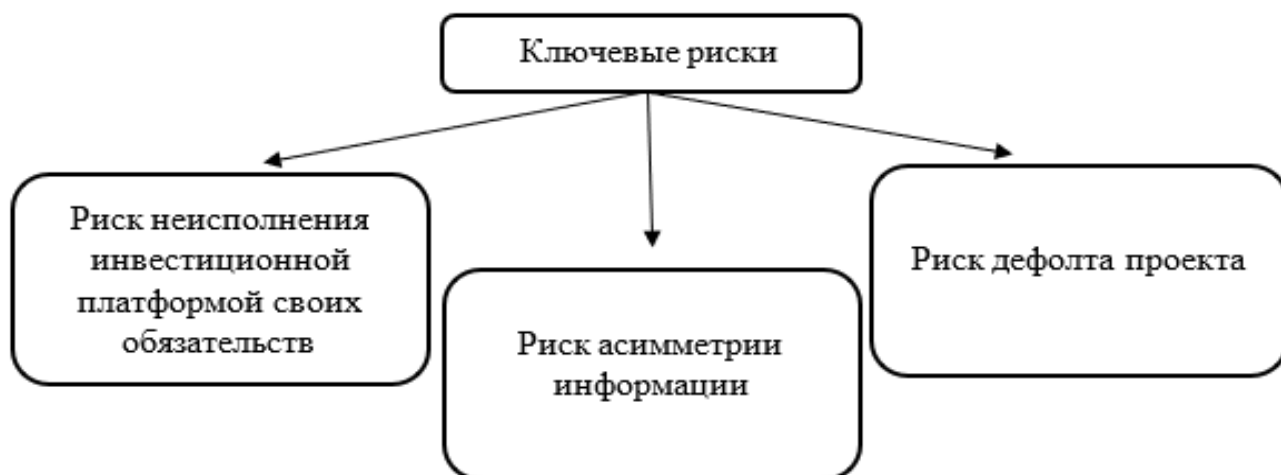 Ключевые риски
Риск неисполнения
инвестиционной
платформой своих
обязательств
Риск асимметрии
информации
Риск дефолта проекта